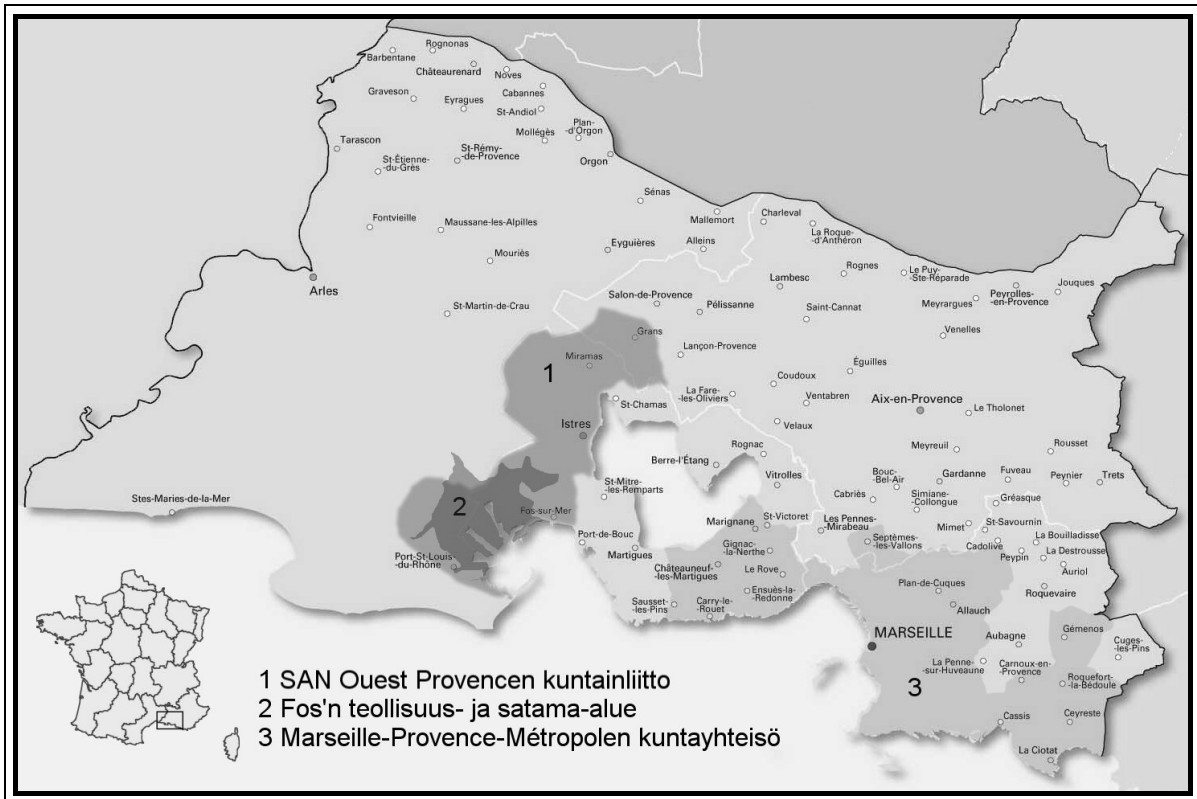 Rognonas
Barbentane
Châteaurenard
Noves
Graveson
Cabannes
Eyragues
St-Andiol
Plan-
-d'Orgon
Mollégès
Tarascon
St-Rémy-
-de-Provence
St-Étienne-
-du-Grès
Orgon
Sénas
Fontvieille
Maussane-les-Alpilles
Mallemort
Charleval
La Roque-
-d'Anthéron
Mouriès
Eyguières
Alleins
Rognes
Le Puy-
-Ste-Réparade
Lambesc
Jouques
Peyrolles-
-en-Provence
Arles
Salon-de-Provence
Pélissanne
Saint-Cannat
Meyrargues
St-Martin-de-Crau
Grans
Venelles
Lançon-Provence
Miramas
1
Éguilles
Coudoux
La Fare-
-les-Oliviers
Ventabren
St-Chamas
Aix-en-Provence
Le Tholonet
Istres
Velaux
Rognac
Meyreuil
Rousset
Berre-l'Étang
Vitrolles
Bouc-
-Bel-Air
Gardanne
Fuveau
Peynier
Trets
St-Mitre-
-les-Remparts
Cabriès
Simiane-
-Collongue
Gréasque
Stes-Maries-de-la-Mer
2
Fos-sur-Mer
Marignane
St-Victoret
Les Pennes-
-Mirabeau
Mimet
St-Savournin
Port-de-Bouc
Septèmes-
-les-Vallons
La Bouilladisse
Cadolive
Gignac-
-la-Nerthe
Martigues
Peypin
La Destrousse
Port-St-Louis-
-du-Rhône
Châteauneuf-
-les-Martigues
Le Rove
Auriol
Plan-de-Cuques
Roquevaire
Ensuès-la-
-Redonne
Sausset-
-les-Pins
Carry-le-
-Rouet
Allauch
MARSEILLE
Aubagne
Gémenos
Cuges-
-les-Pins
La Penne-
-sur-Huveaune
Carnoux-en-
-Provence
Roquefort-
-la-Bédoule
3
Cassis
Ceyreste
La Ciotat
1 SAN Ouest Provencen kuntainliitto
2 Fos'n teollisuus- ja satama-alue
3 Marseille-Provence-Métropolen kuntayhteisö